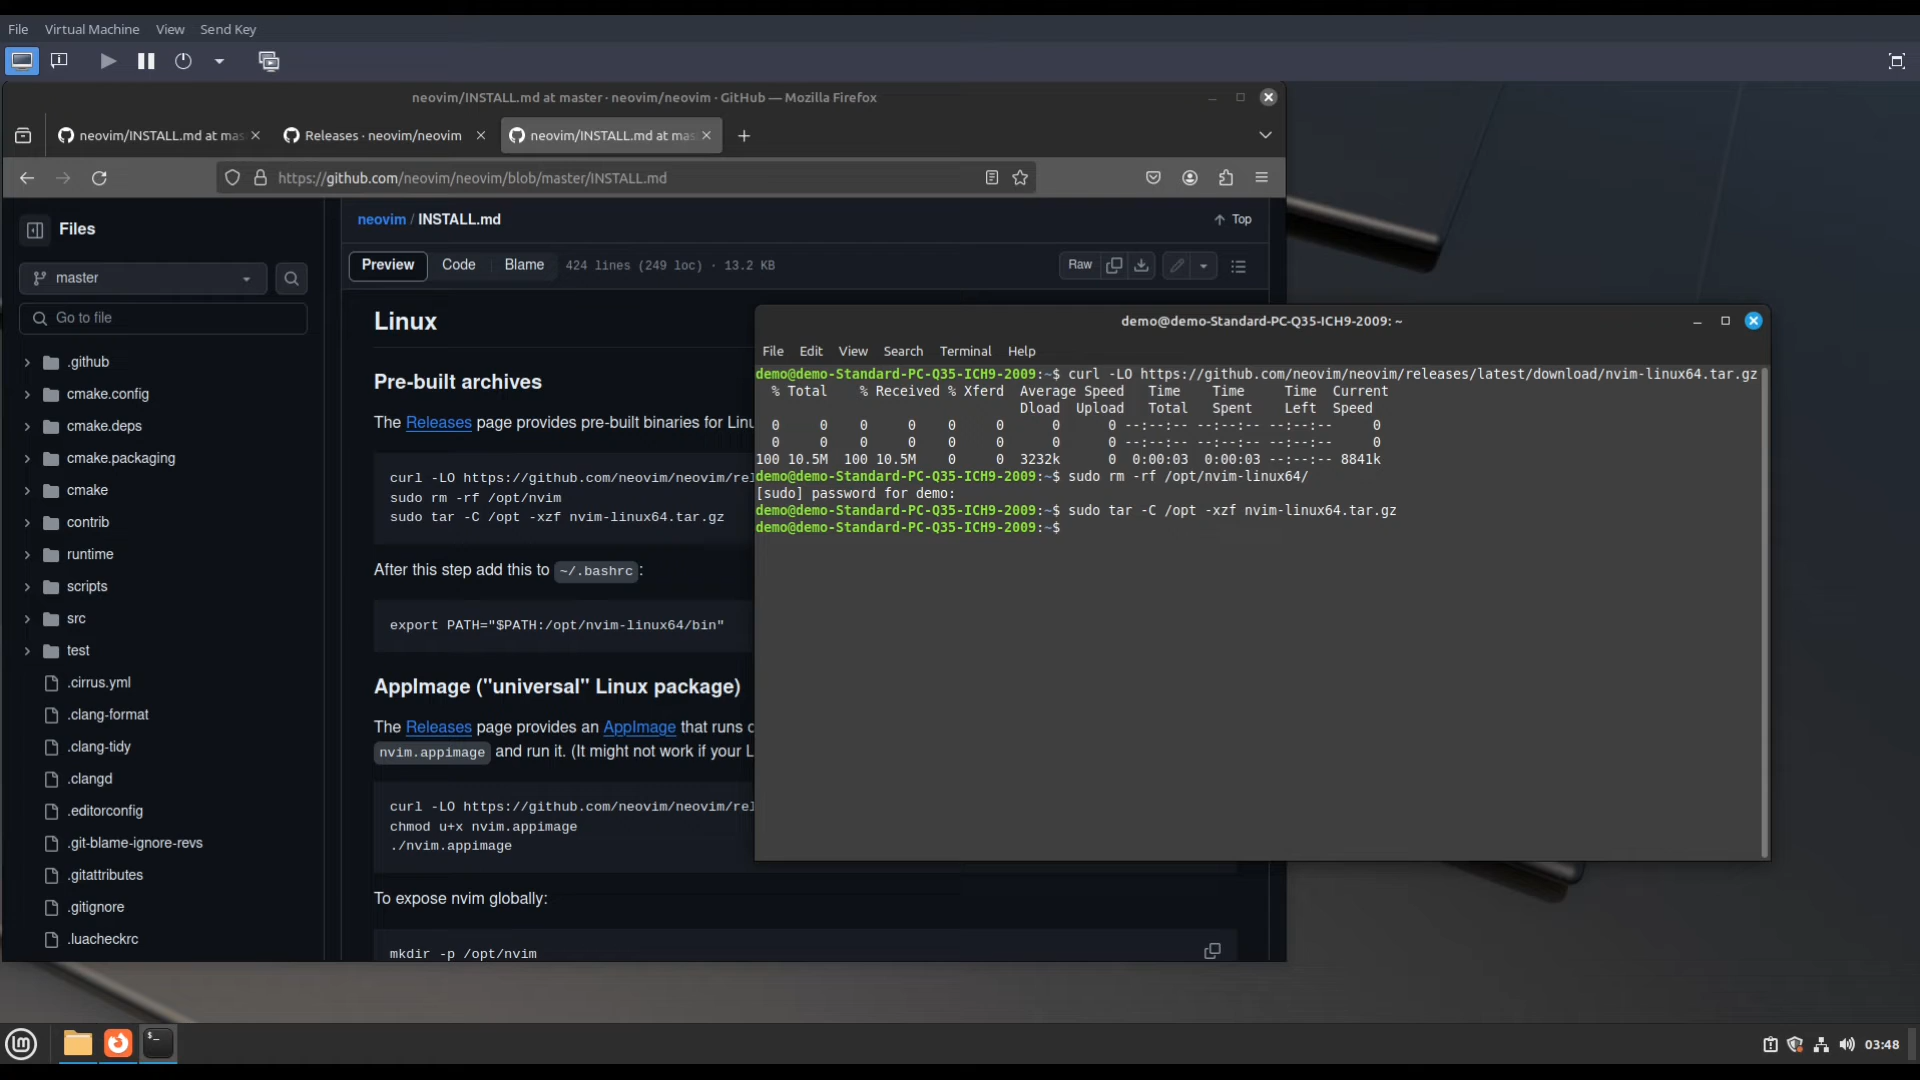 File Virtual Machine View Send Key
neovim/INSTALL.md at master · neovim/neovim · GitHub — Mozilla Firefox
neovim/INSTALL.md at mas
Releases · neovim/neovim
neovim/INSTALL.md at mas
https://github.com/neovim/neovim/blob/master/INSTALL.md
Files
master
Go to file
.github
cmake.config
cmake.deps
cmake.packaging
cmake
contrib
runtime
scripts
src
test
.cirrus.yml
.clang-format
.clang-tidy
.clangd
.editorconfig
.git-blame-ignore-revs
.gitattributes
.gitignore
.luacheckrc
neovim / INSTALL.md
Top
Preview Code Blame 424 lines (249 loc) · 13.2 KB
Raw
Linux
Pre-built archives
The Releases page provides pre-built binaries for Linu
curl -LO https://github.com/neovim/neovim/rel
sudo rm -rf /opt/nvim
sudo tar -C /opt -xzf nvim-linux64.tar.gz
After this step add this to ~/.bashrc:
export PATH="$PATH:/opt/nvim-linux64/bin"
AppImage ("universal" Linux package)
The Releases page provides an AppImage that runs o
nvim.appimage and run it. (It might not work if your L
curl -LO https://github.com/neovim/neovim/rel
chmod u+x nvim.appimage
./nvim.appimage
To expose nvim globally:
mkdir -p /opt/nvim
demo@demo-Standard-PC-Q35-ICH9-2009: ~
File Edit View Search Terminal Help
demo@demo-Standard-PC-Q35-ICH9-2009:~$ curl -LO https://github.com/neovim/neovim/releases/latest/download/nvim-linux64.tar.gz
% Total % Received % Xferd Average Speed Time Time Time Current
Dload Upload Total Spent Left Speed
0 0 0 0 0 0 0 0 --:--:-- --:--:-- --:--:-- 0
0 0 0 0 0 0 0 0 --:--:-- --:--:-- --:--:-- 0
100 10.5M 100 10.5M 0 0 3232k 0 0:00:03 0:00:03 --:--:-- 8841k
demo@demo-Standard-PC-Q35-ICH9-2009:~$ sudo rm -rf /opt/nvim-linux64/
[sudo] password for demo:
demo@demo-Standard-PC-Q35-ICH9-2009:~$ sudo tar -C /opt -xzf nvim-linux64.tar.gz
demo@demo-Standard-PC-Q35-ICH9-2009:~$
03:48